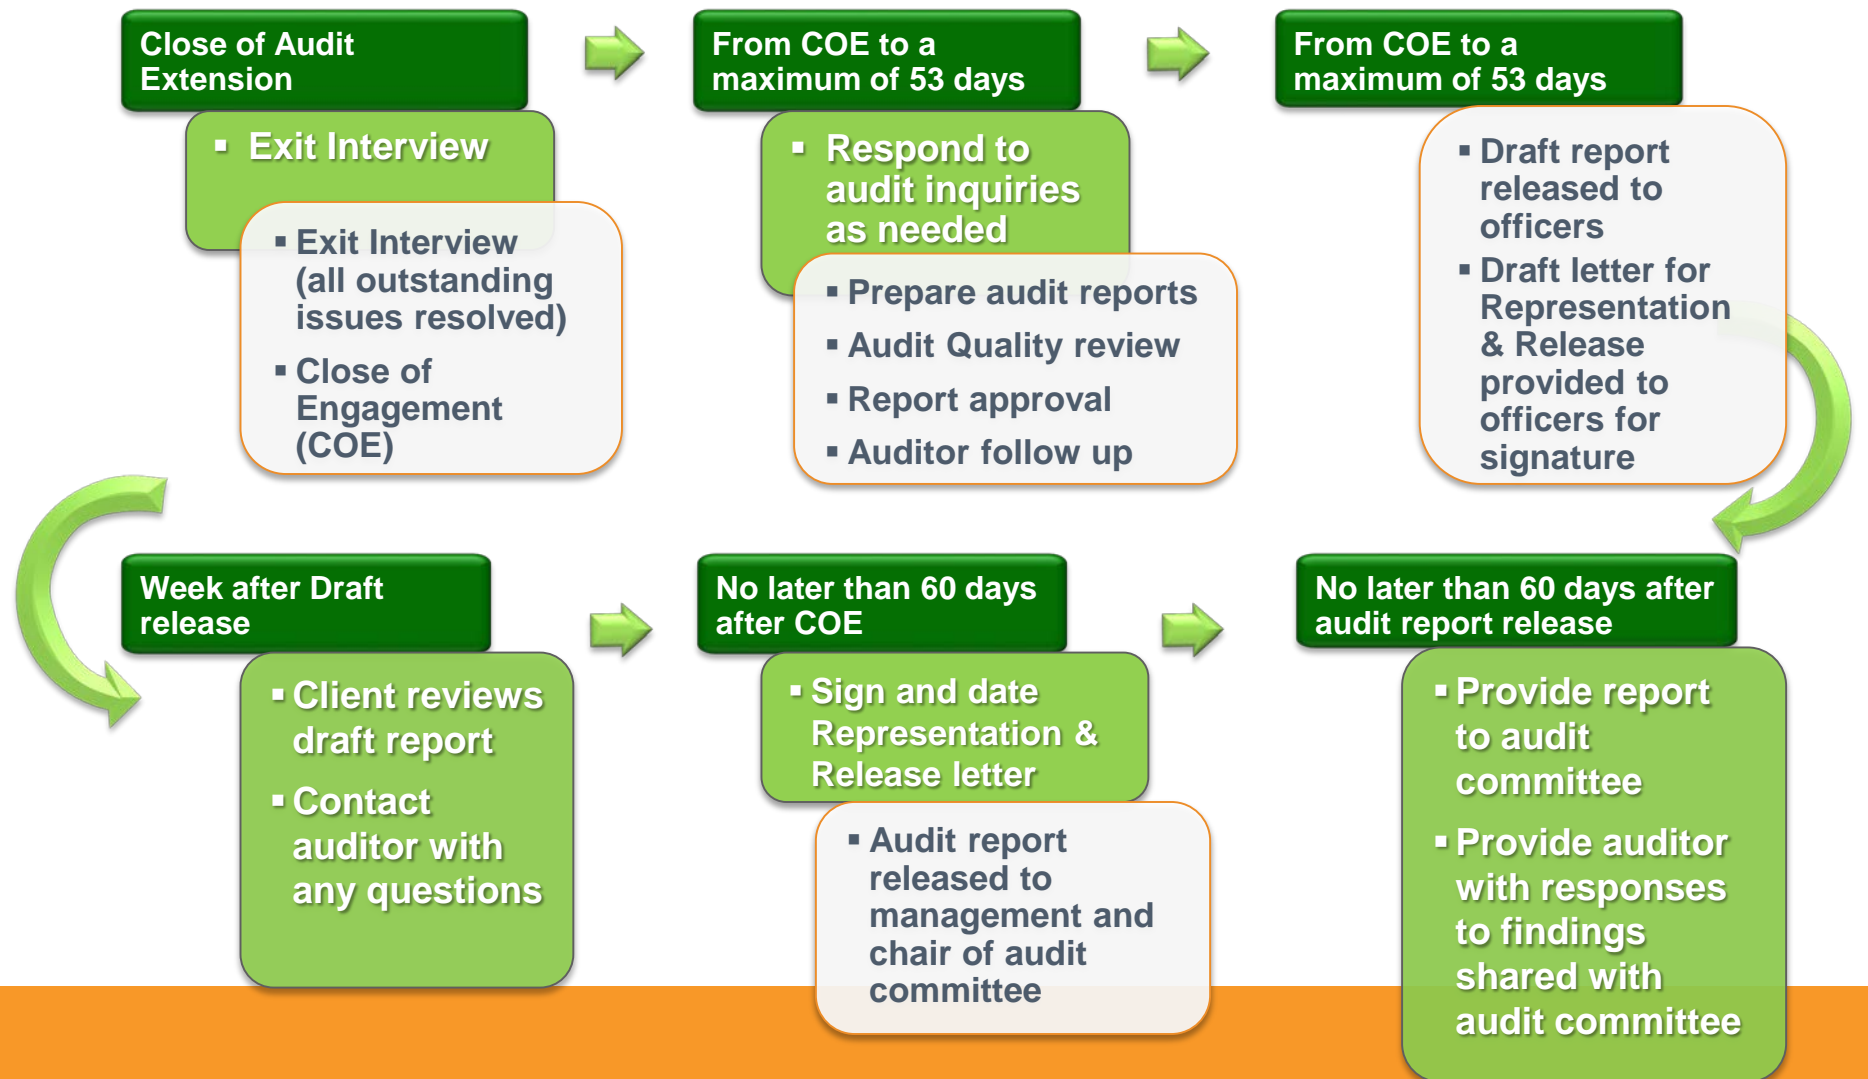 Close of Audit
Extension
▪ Exit Interview
▪ Exit Interview
(all outstanding
issues resolved)
▪ Close of
Engagement
(COE)
From COE to a
maximum of 53 days
▪ Respond to
audit inquiries
as needed
▪ Prepare audit reports
▪ Audit Quality review
▪ Report approval
▪ Auditor follow up
From COE to a
maximum of 53 days
▪ Draft report
released to
officers
▪ Draft letter for
Representation
& Release
provided to
officers for
signature
Week after Draft
release
▪ Client reviews
draft report
▪ Contact
auditor with
any questions
No later than 60 days
after COE
▪ Sign and date
Representation &
Release letter
▪ Audit report
released to
management and
chair of audit
committee
No later than 60 days after
audit report release
▪ Provide report
to audit
committee
▪ Provide auditor
with responses
to findings
shared with
audit committee